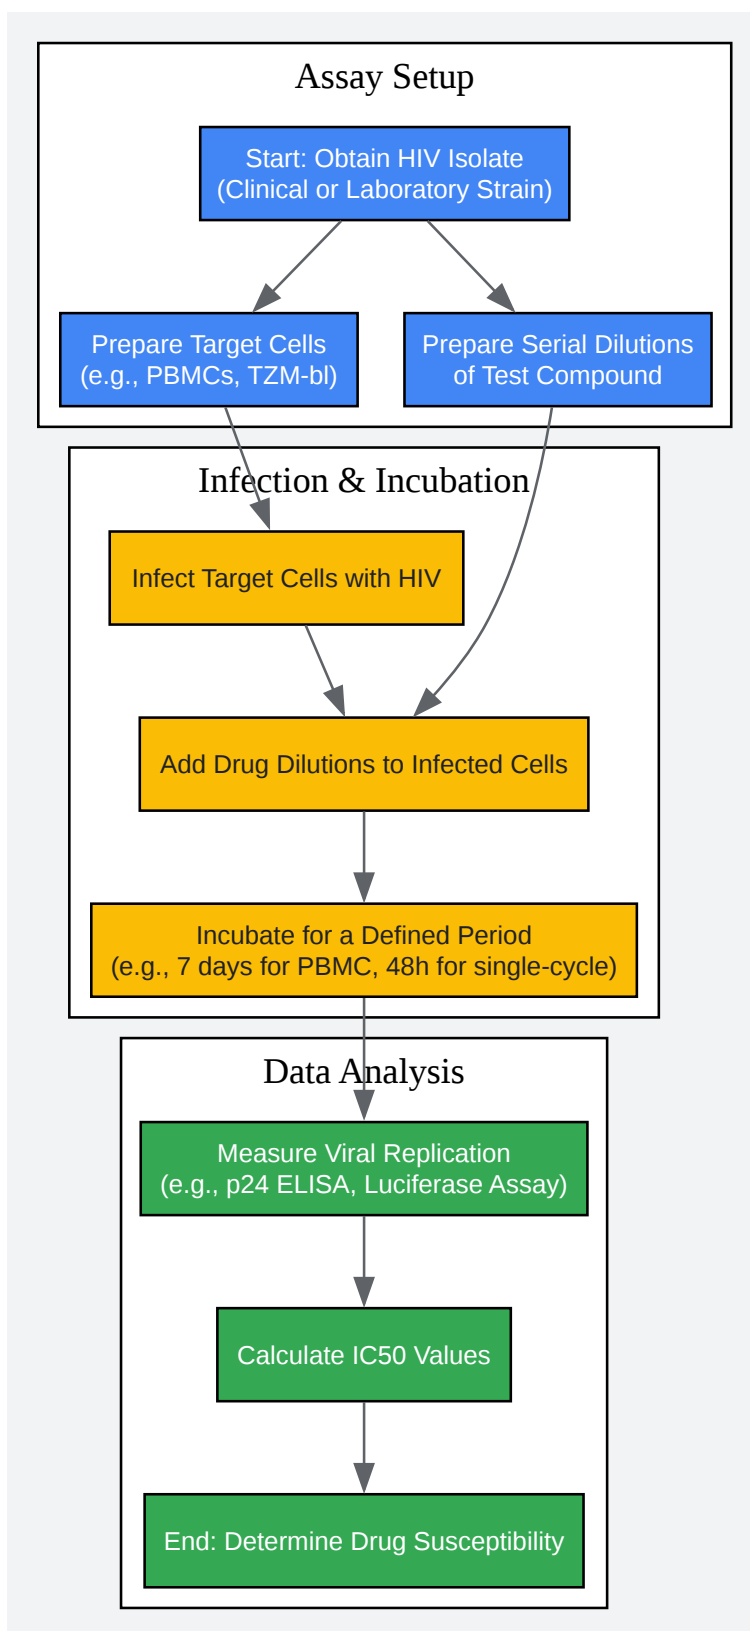 Assay Setup
Start: Obtain HIV Isolate
(Clinical or Laboratory Strain)
Prepare Target Cells
(e.g., PBMCs, TZM-bl)
Prepare Serial Dilutions
of Test Compound
Infection & Incubation
Infect Target Cells with HIV
Add Drug Dilutions to Infected Cells
Incubate for a Defined Period
(e.g., 7 days for PBMC, 48h for single-cycle)
Data Analysis
Measure Viral Replication
(e.g., p24 ELISA, Luciferase Assay)
Calculate IC50 Values
End: Determine Drug Susceptibility